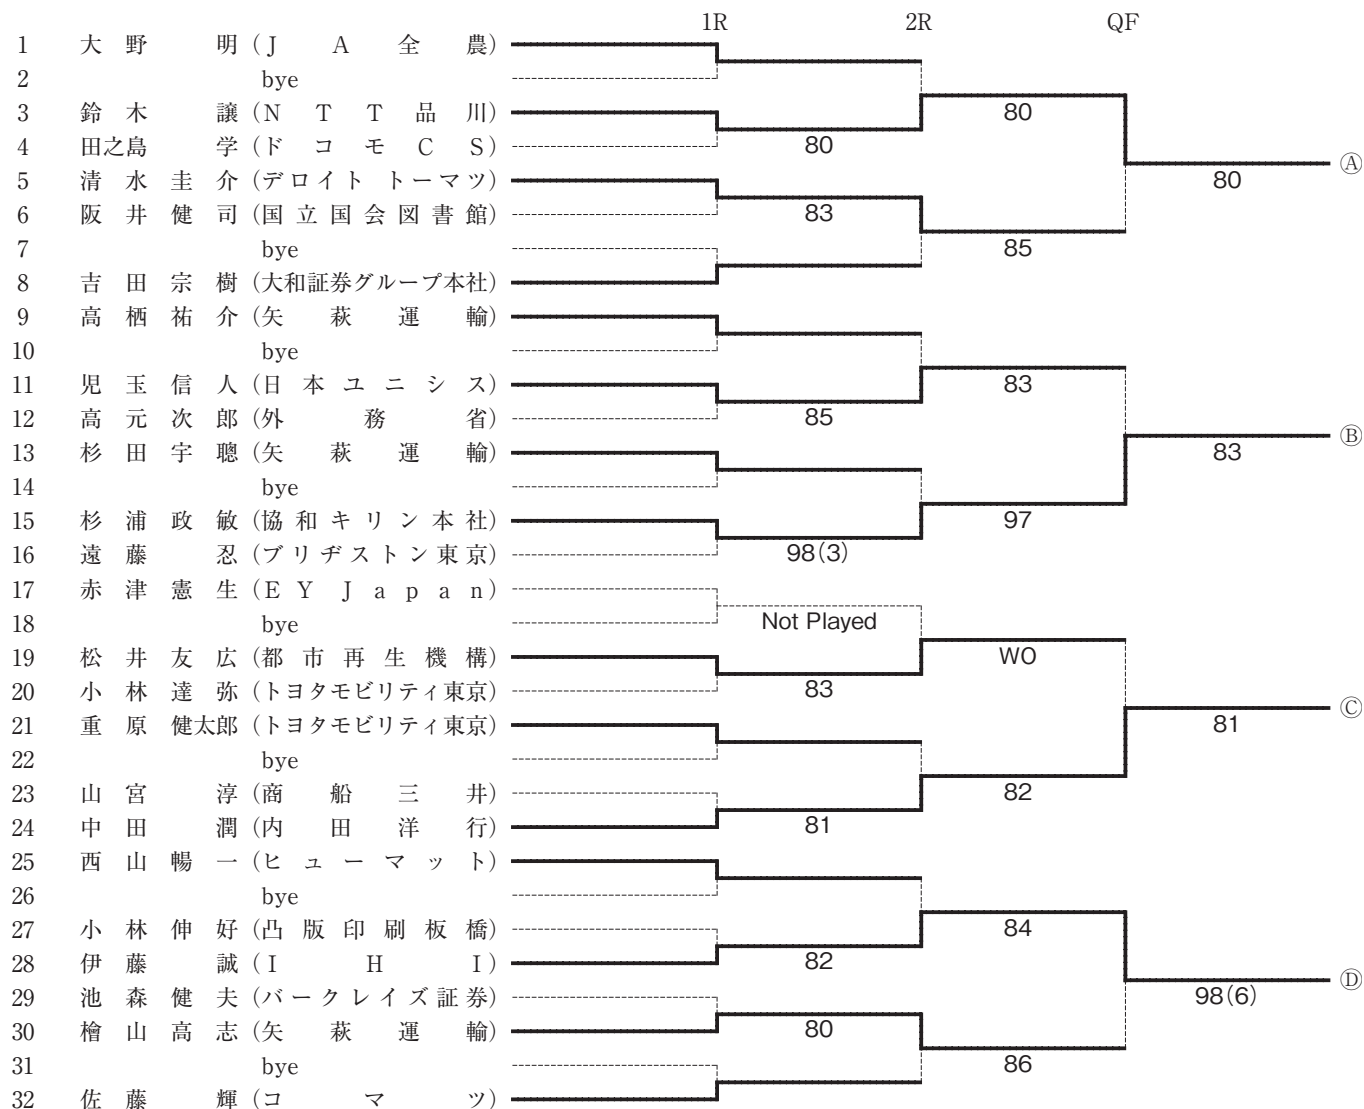 1R 2R QF
1 大野 明 (JA全農)
2 bye
3 鈴木 譲 (NTT品川) 80
80
4 田之島 学 (ドコモCS)
Ⓐ
80
5 清水圭介 (デロイト トーマツ)
83
6 阪井健司 (国立国会図書館)
7 bye
85
8 吉田宗樹 (大和証券グループ本社)
9 高栖祐介 (矢萩運輸)
10 bye
11 児玉信人 (日本ユニシス) 83
85
12 高元次郎 (外務省)
Ⓑ
13 杉田宇聰 (矢萩運輸) 83
14 bye
15 杉浦政敏 (協和キリン本社) 97
98(3)
16 遠藤 忍 (ブリヂストン東京)
17 赤津憲生 (EY Japan)
Not Played
18 bye
19 松井友広 (都市再生機構) WO
83
20 小林達弥 (トヨタモビリティ東京)
Ⓒ
21 重原健太郎 (トヨタモビリティ東京) 81
22 bye
23 山宮 淳 (商船三井) 82
81
24 中田 潤 (内田洋行)
25 西山暢一 (ヒューマット)
26 bye
27 小林伸好 (凸版印刷板橋) 84
82
28 伊藤 誠 (IHI)
Ⓓ
29 池森健夫 (バークレイズ証券) 98(6)
80
30 檜山高志 (矢萩運輸)
31 bye 86
32 佐藤 輝 (コマツ)